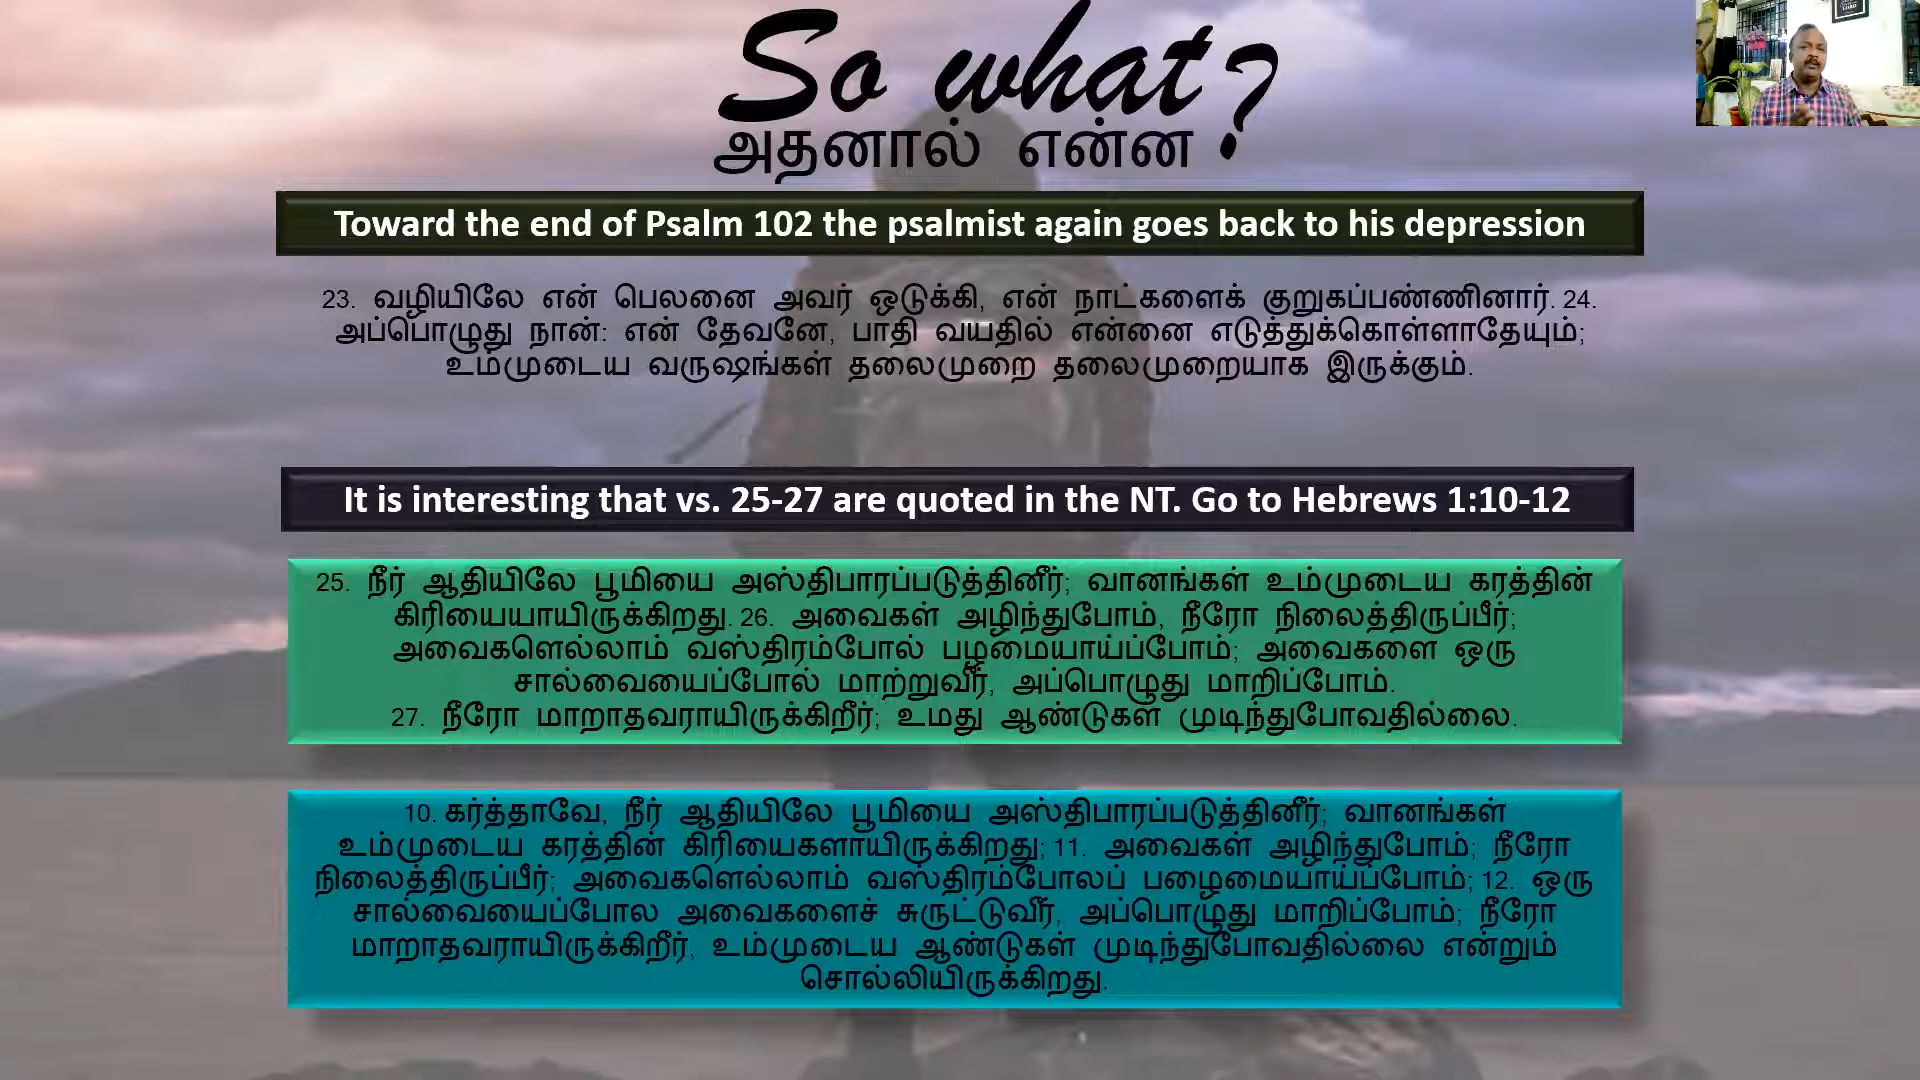 So what?
அதனால் என்ன
Toward the end of Psalm 102 the psalmist again goes back to his depression
23. வழியிலே என் பெலனை அவர் ஒடுக்கி, என் நாட்களைக் குறுகப்பண்ணினார். 24.
அப்பொழுது நான்: என் தேவனே, பாதி வயதில் என்னை எடுத்துக்கொள்ளாதேயும்;
உம்முடைய வருஷங்கள் தலைமுறை தலைமுறையாக இருக்கும்.
It is interesting that vs. 25-27 are quoted in the NT. Go to Hebrews 1:10-12
25. நீர் ஆதியிலே பூமியை அஸ்திபாரப்படுத்தினீர்; வானங்கள் உம்முடைய கரத்தின்
கிரியையாயிருக்கிறது. 26. அவைகள் அழிந்துபோம், நீரோ நிலைத்திருப்பீர்;
அவைகளெல்லாம் வஸ்திரம்போல் பழமையாய்ப்போம்; அவைகளை ஒரு
சால்வையைப்போல் மாற்றுவீர், அப்பொழுது மாறிப்போம்.
27. நீரோ மாறாதவராயிருக்கிறீர்; உமது ஆண்டுகள் முடிந்துபோவதில்லை.
10. கர்த்தாவே, நீர் ஆதியிலே பூமியை அஸ்திபாரப்படுத்தினீர்; வானங்கள்
உம்முடைய கரத்தின் கிரியைகளாயிருக்கிறது; 11. அவைகள் அழிந்துபோம்; நீரோ
நிலைத்திருப்பீர்; அவைகளெல்லாம் வஸ்திரம்போலப் பழைமையாய்ப்போம்; 12. ஒரு
சால்வையைப்போல அவைகளைச் சுருட்டுவீர், அப்பொழுது மாறிப்போம்; நீரோ
மாறாதவராயிருக்கிறீர், உம்முடைய ஆண்டுகள் முடிந்துபோவதில்லை என்றும்
சொல்லியிருக்கிறது.